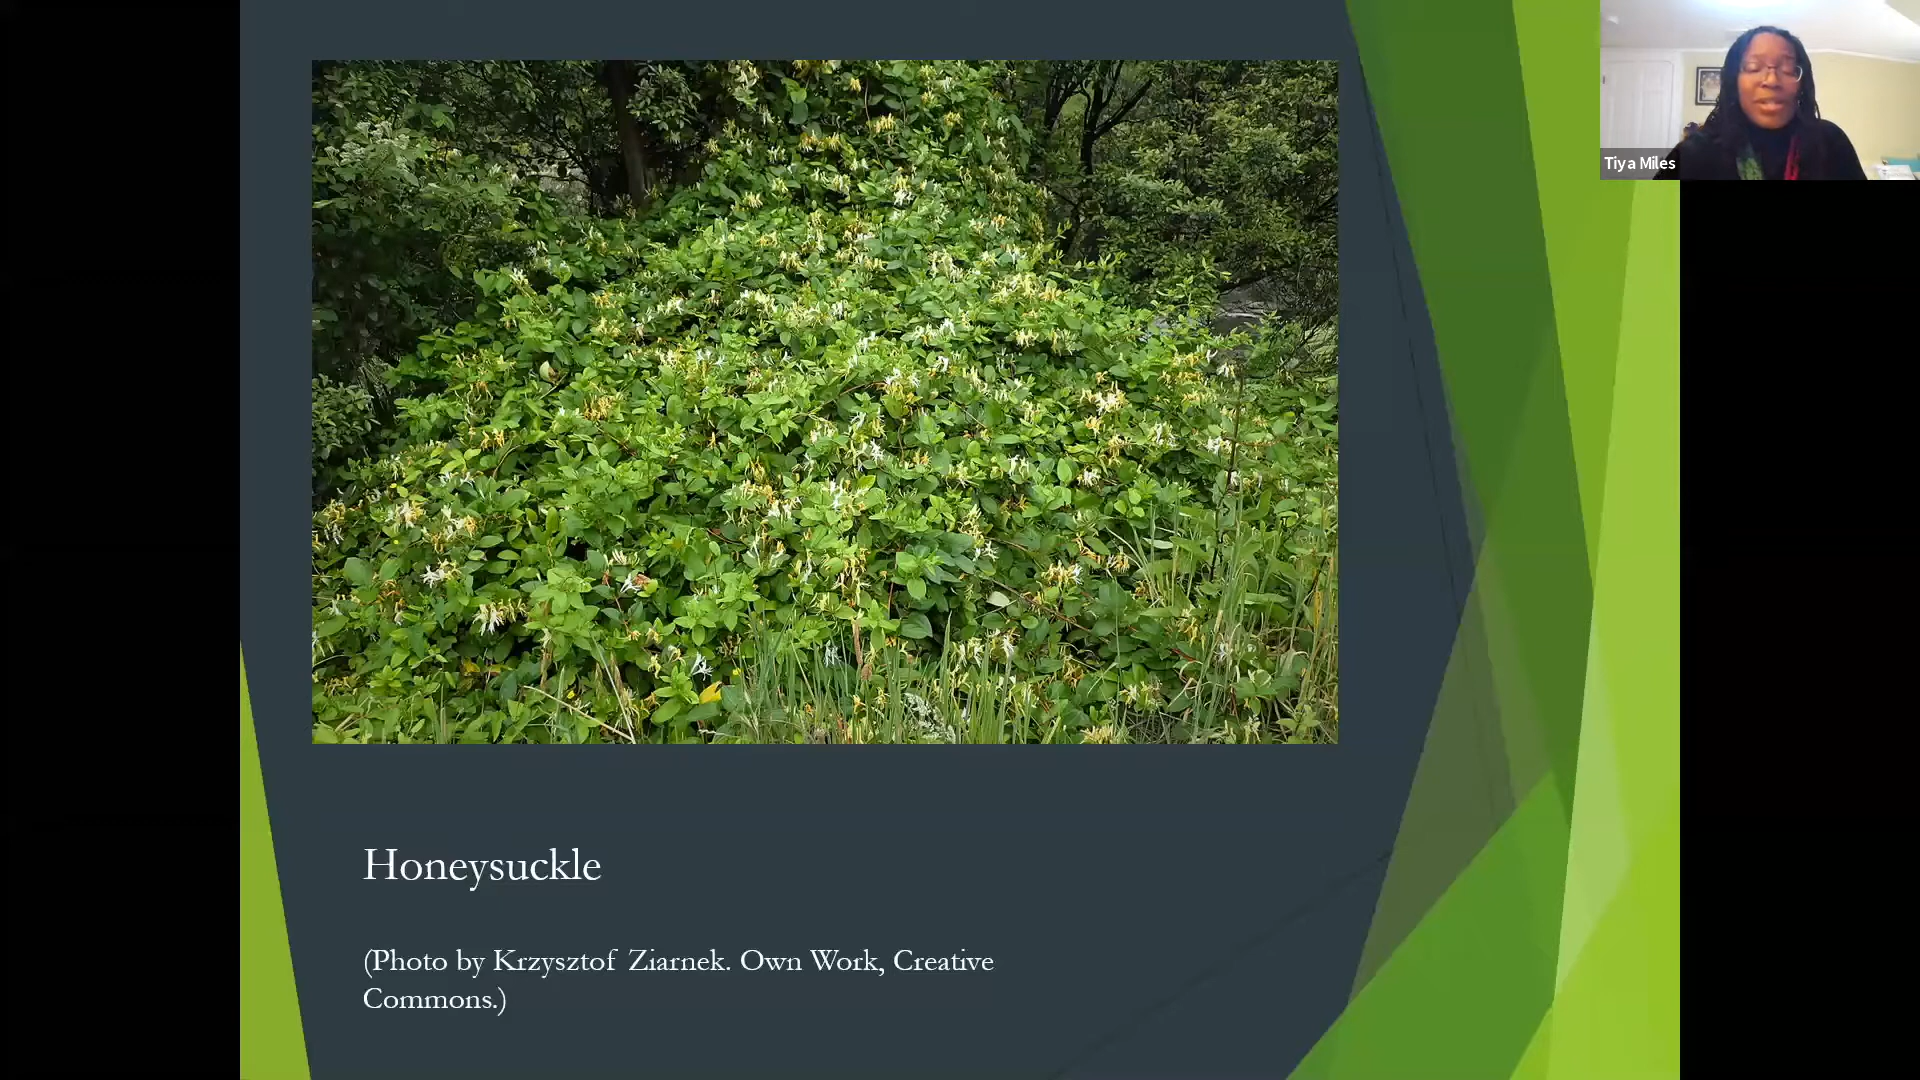 Tiya Miles
Honeysuckle
(Photo by Krzysztof Ziarnek. Own Work, Creative
Commons.)